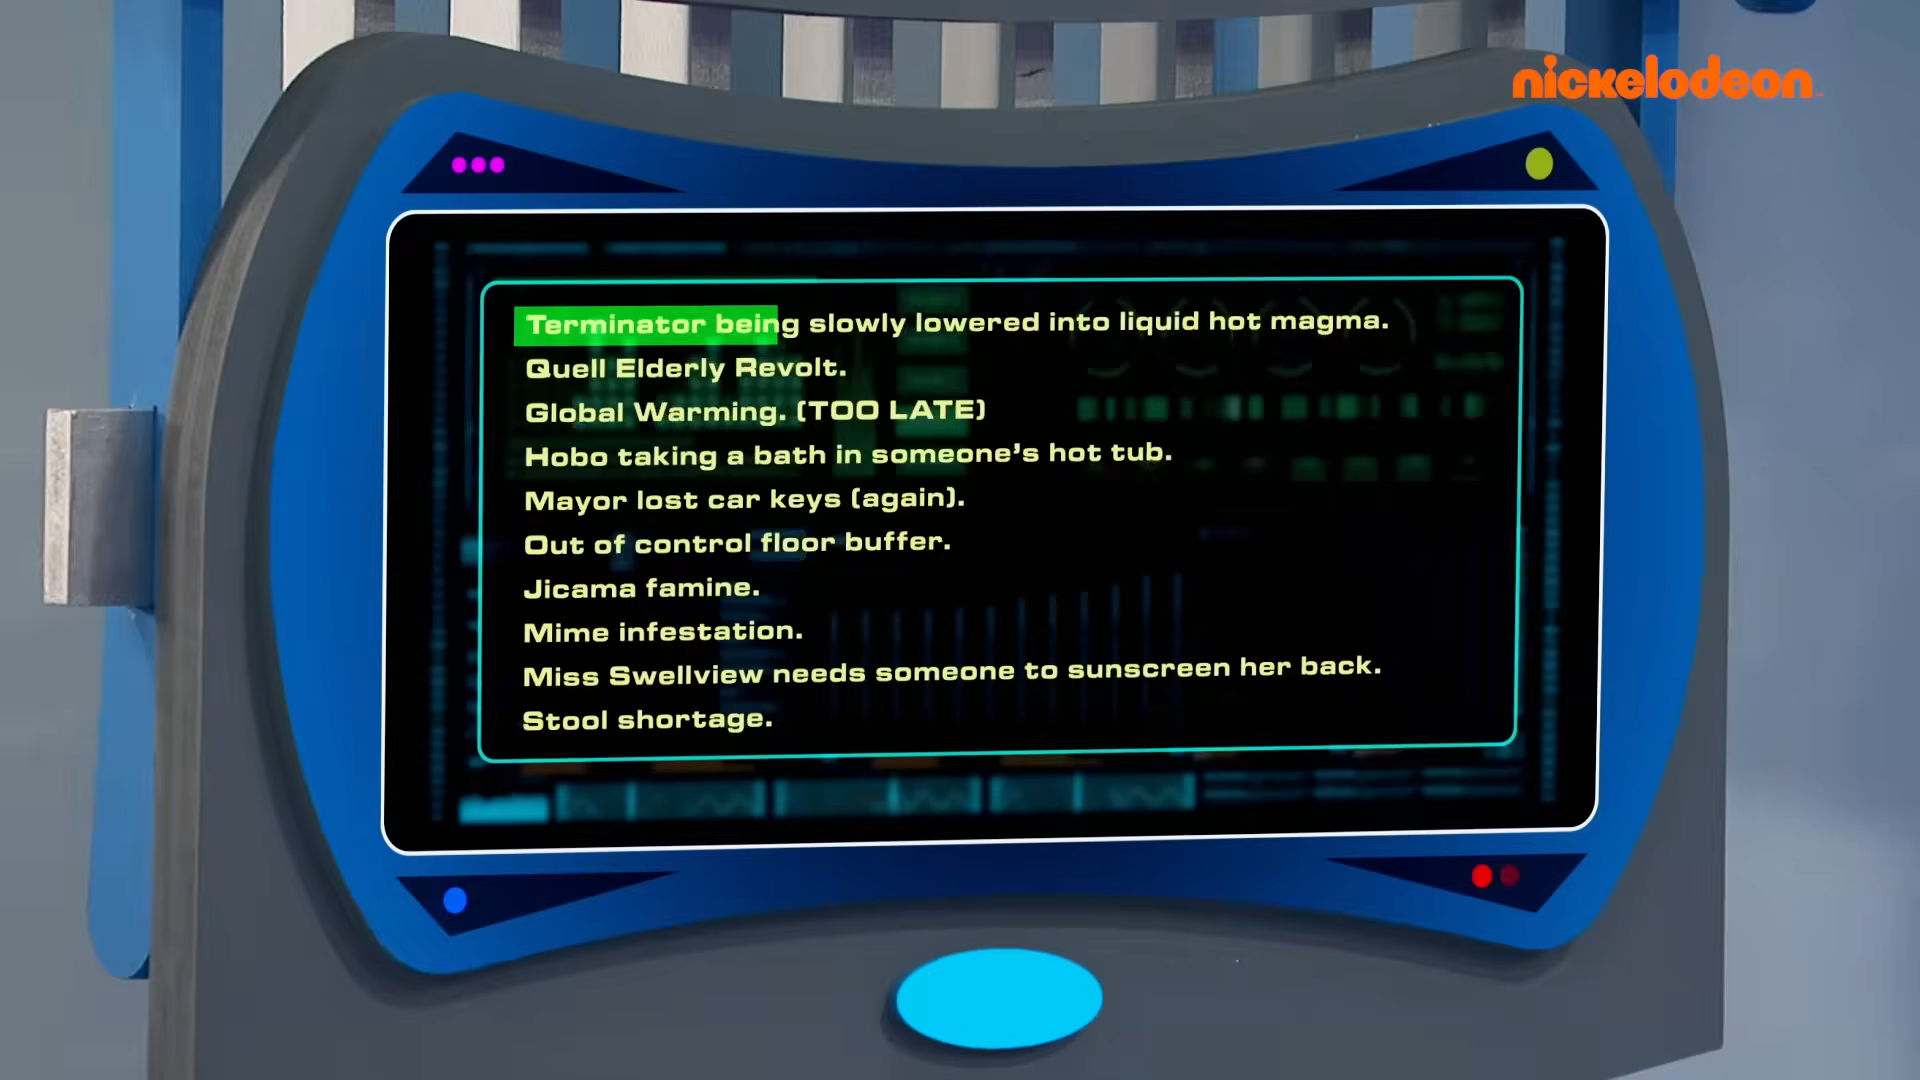 nickelodeon
Terminator being slowly lowered into liquid hot magma.
Quell Elderly Revolt.
Global Warming. (TOO LATE)
Hobo taking a bath in someone's hot tub.
Mayor lost car keys (again).
Out of control floor buffer.
Jicama famine.
Mime infestation.
Miss Swellview needs someone to sunscreen her back.
Stool shortage.